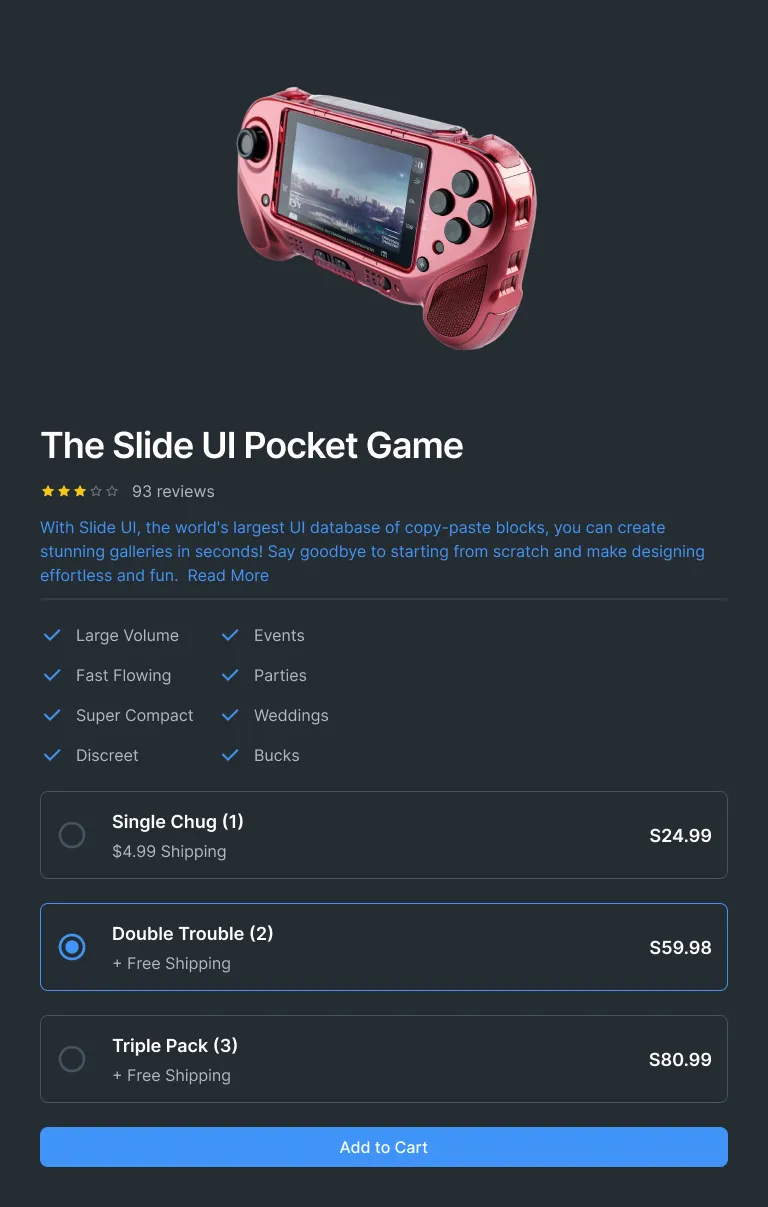 The Slide UI Pocket Game
93 reviews
With Slide UI, the world's largest UI database of copy-paste blocks, you can create
stunning galleries in seconds! Say goodbye to starting from scratch and make designing
effortless and fun. Read More
Large Volume
Events
Fast Flowing
Parties
Super Compact
Weddings
Discreet
Bucks
Single Chug (1)
$4.99 Shipping
S24.99
Double Trouble (2)
+ Free Shipping
S59.98
Triple Pack (3)
+ Free Shipping
S80.99
Add to Cart